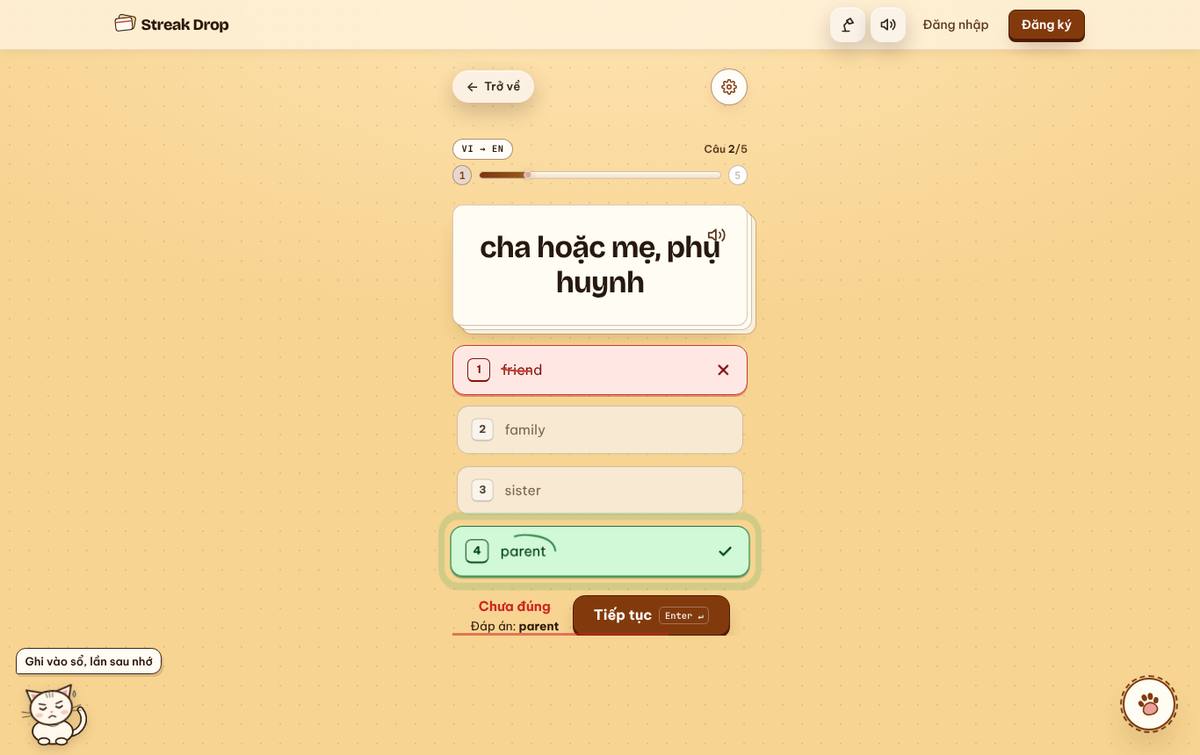 Streak Drop
Đăng nhập
Đăng ký
← Trở về
VI → EN
Câu 2/5
1
5
cha hoặc mẹ, phụ
huynh
1 friend
2 family
3 sister
4 parent
Chưa đúng
Đáp án: parent
Tiếp tục Enter ↵
Ghi vào sổ, lần sau nhớ